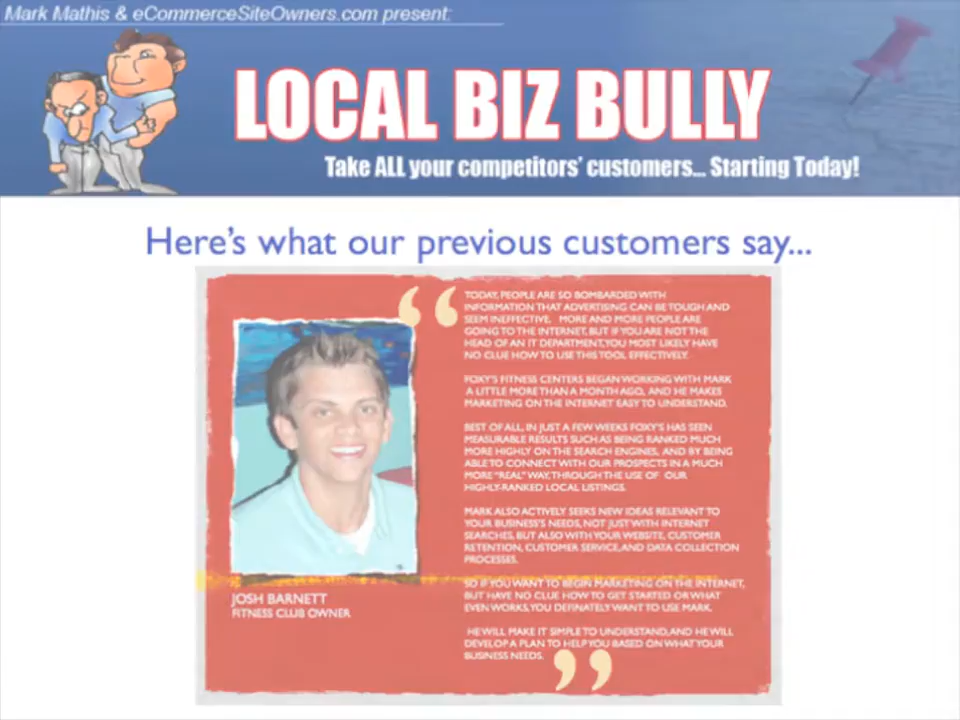 Mark Mathis & eCommerceSiteOwners.com present:
LOCAL BIZ BULLY
Take ALL your competitors' customers... Starting Today!
Here's what our previous customers say...
“
TODAY, PEOPLE ARE SO BOMBARDED WITH
INFORMATION THAT ADVERTISING CAN BE TOUGH AND
SEEM INEFFECTIVE. MORE AND MORE PEOPLE ARE
GOING TO THE INTERNET, BUT IF YOU ARE NOT THE
HEAD OF AN IT DEPARTMENT, YOU MOST LIKELY HAVE
NO CLUE HOW TO USE THIS TOOL EFFECTIVELY.
FOXY'S FITNESS CENTERS BEGAN WORKING WITH MARK
A LITTLE MORE THAN A MONTH AGO, AND HE MAKES
MARKETING ON THE INTERNET EASY TO UNDERSTAND.
BEST OF ALL, IN JUST A FEW WEEKS FOXY'S HAS SEEN
MEASURABLE RESULTS SUCH AS BEING RANKED MUCH
MORE HIGHLY ON THE SEARCH ENGINES, AND BY BEING
ABLE TO CONNECT WITH OUR PROSPECTS IN A MUCH
MORE "REAL" WAY, THROUGH THE USE OF OUR
HIGHLY-RANKED LOCAL LISTINGS.
MARK ALSO ACTIVELY SEEKS NEW IDEAS RELEVANT TO
YOUR BUSINESS'S NEEDS, NOT JUST WITH INTERNET
SEARCHES, BUT ALSO WITH YOUR WEBSITE, CUSTOMER
RETENTION, CUSTOMER SERVICE, AND DATA COLLECTION
PROCESSES.
SO IF YOU WANT TO BEGIN MARKETING ON THE INTERNET,
BUT HAVE NO CLUE HOW TO GET STARTED OR WHAT
EVEN WORKS, YOU DEFINATELY WANT TO USE MARK.
HE WILL MAKE IT SIMPLE TO UNDERSTAND, AND HE WILL
DEVELOP A PLAN TO HELP YOU BASED ON WHAT YOUR
BUSINESS NEEDS.
”
JOSH BARNETT
FITNESS CLUB OWNER